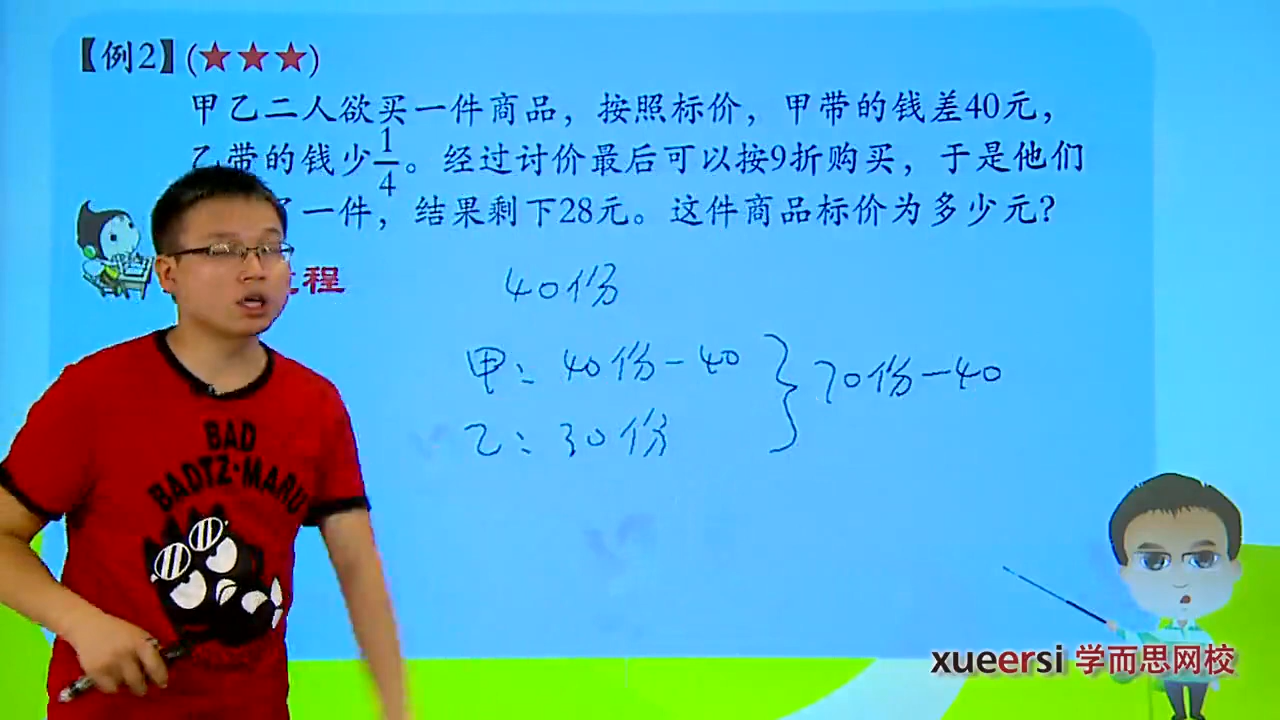 【例2】(★★★)
甲乙二人欲买一件商品，按照标价，甲带的钱差40元，
乙带的钱少1/4。经过讨价最后可以按9折购买，于是他们
了一件，结果剩下28元。这件商品标价为多少元？
程
40份
甲：40份-40
70份-40
乙：30份
BAD
BADTZ-MARU
xueersi 学而思网校